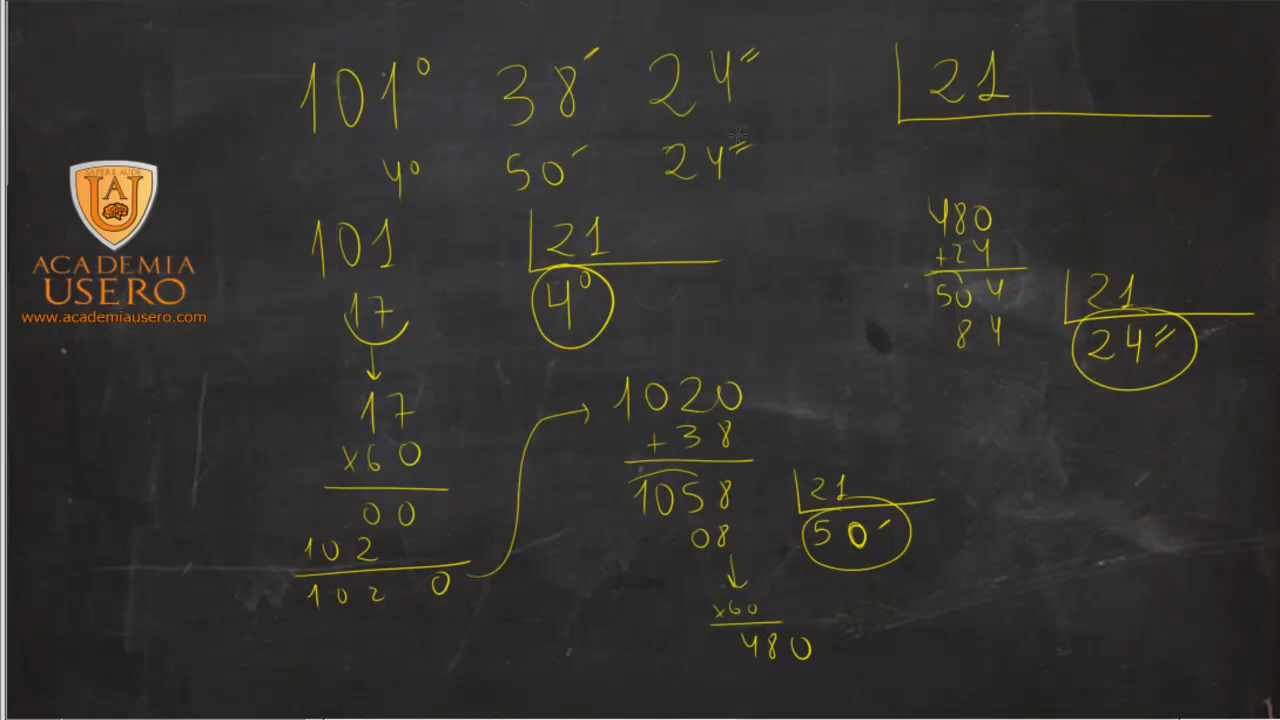 101° 38´ 24´´ 21
4° 50´ 24´´
101 21
4°
17
17
x60
00
102
1020
1020
+38
1058 21
50´
08
x60
480
480
+24
504 21
24´´
84
SAPERE AUDE
UA
ACADEMIA
USERO
www.academiausero.com